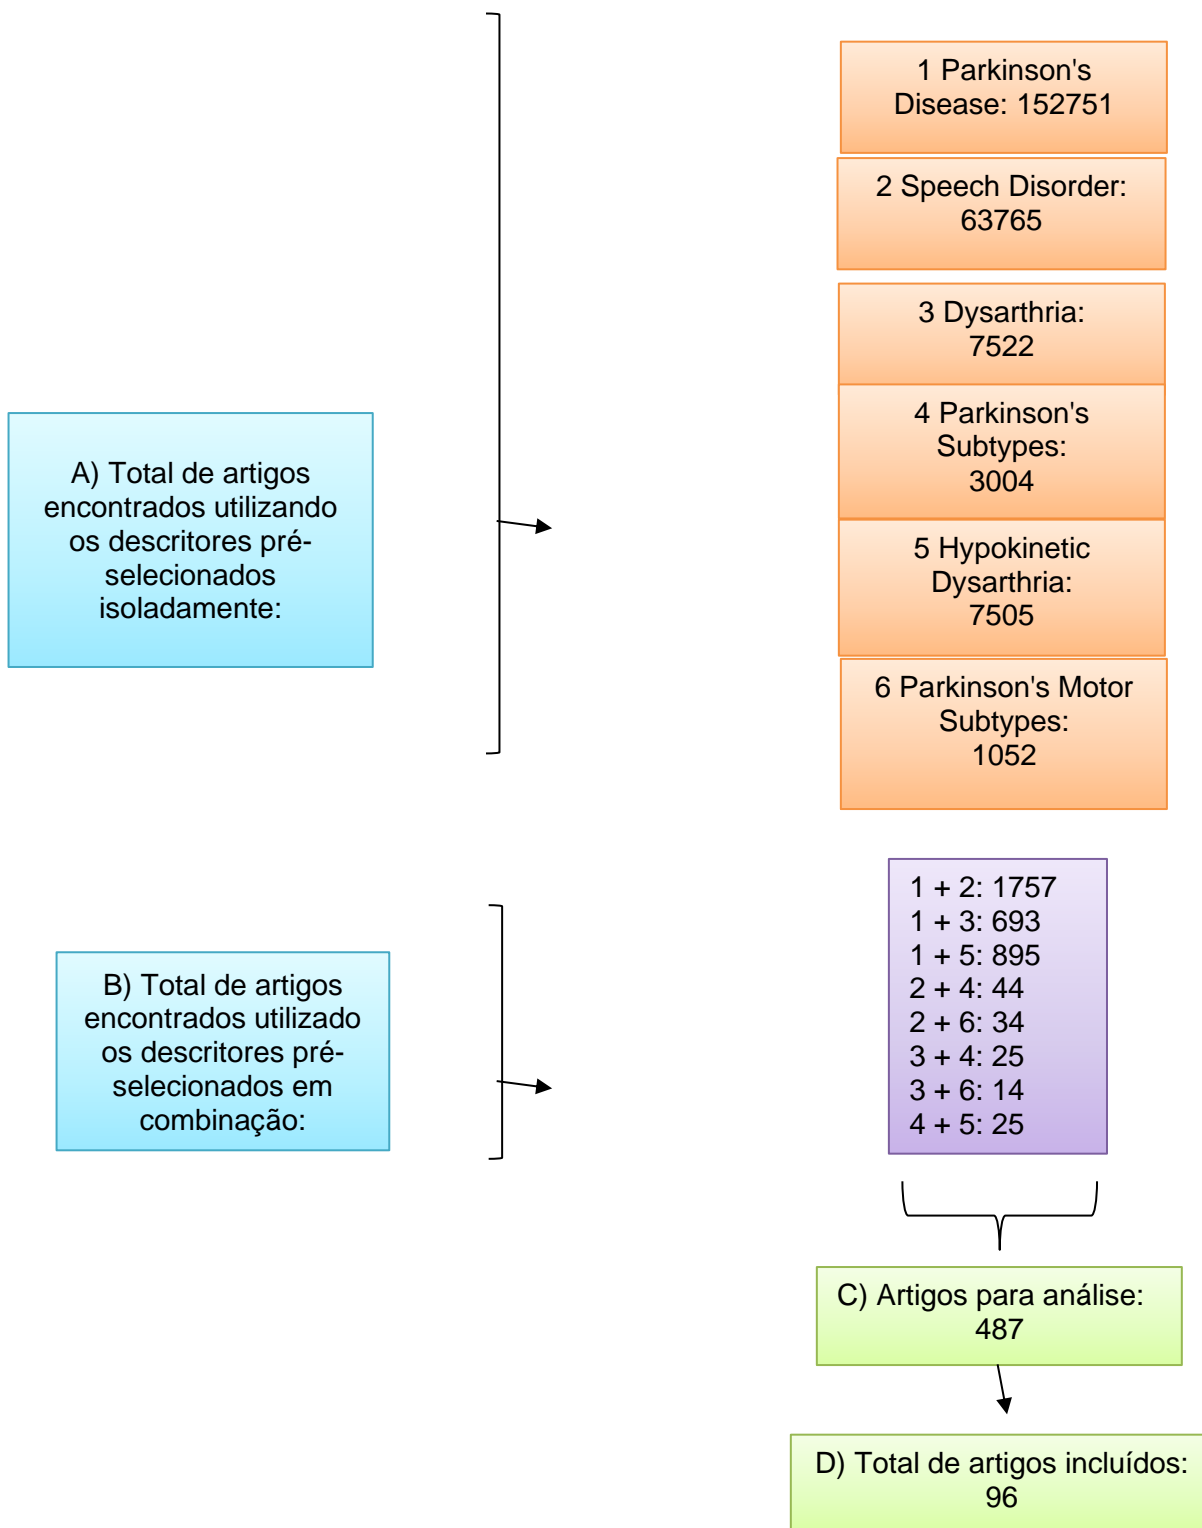 A) Total de artigos
encontrados utilizando
os descritores pré-
selecionados
isoladamente:
1 Parkinson's
Disease: 152751
2 Speech Disorder:
63765
3 Dysarthria:
7522
4 Parkinson's
Subtypes:
3004
5 Hypokinetic
Dysarthria:
7505
6 Parkinson's Motor
Subtypes:
1052
B) Total de artigos
encontrados utilizado
os descritores pré-
selecionados em
combinação:
1 + 2: 1757
1 + 3: 693
1 + 5: 895
2 + 4: 44
2 + 6: 34
3 + 4: 25
3 + 6: 14
4 + 5: 25
C) Artigos para análise:
487
D) Total de artigos incluídos:
96